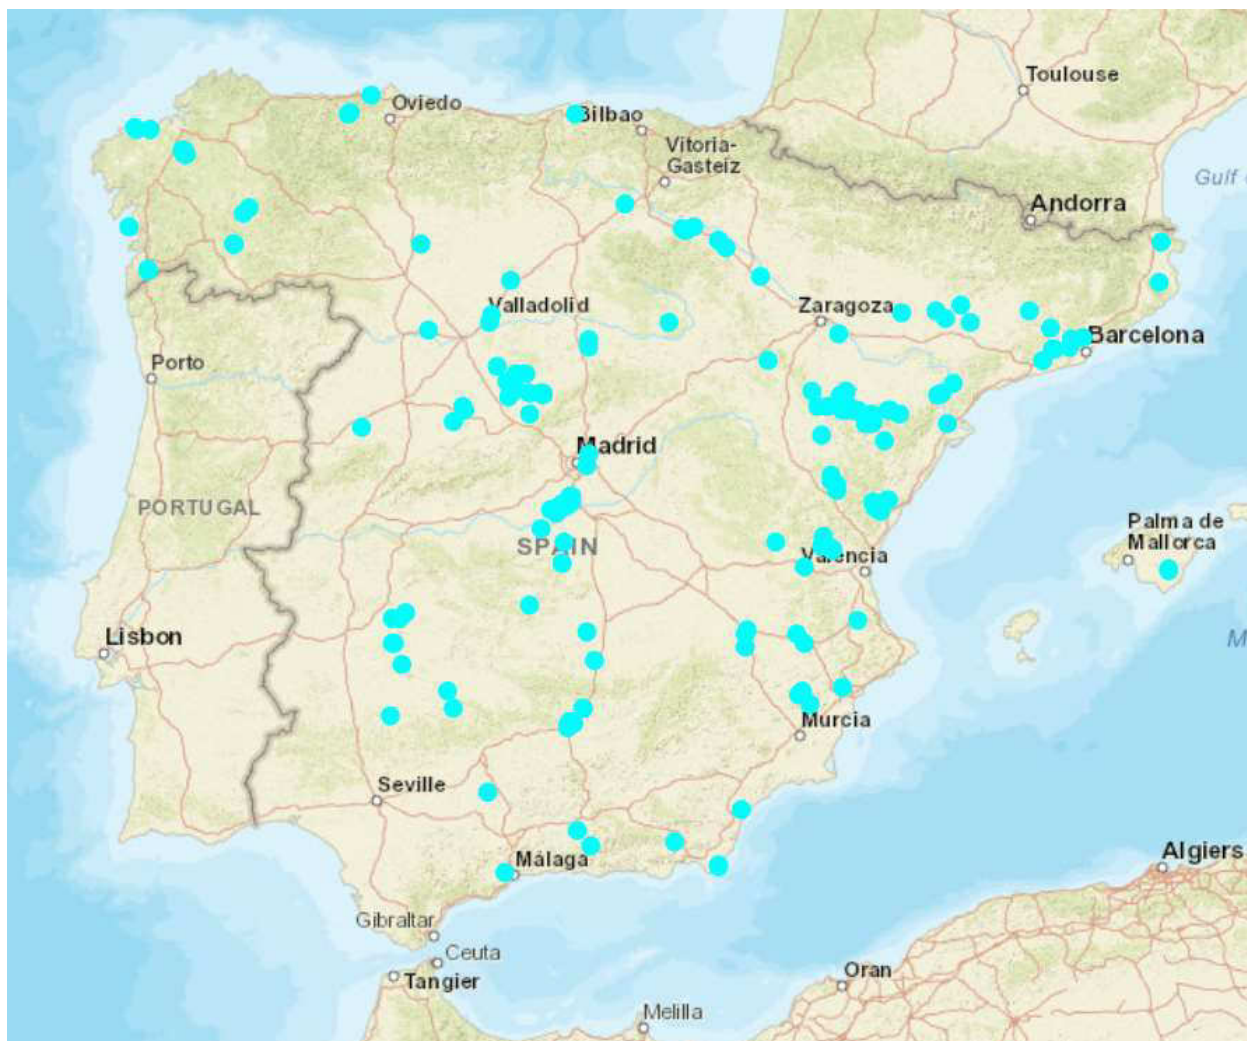 Toulouse
Oviedo
Bilbao
Vitoria-
Gasteiz
Gulf
Andorra
Valladolid
Zaragoza
Barcelona
Porto
Madrid
PORTUGAL
SPAIN
Palma de
Mallorca
Valencia
Lisbon
M
Murcia
Seville
Málaga
Algiers
Gibraltar
Ceuta
Tangier
Oran
Melilla